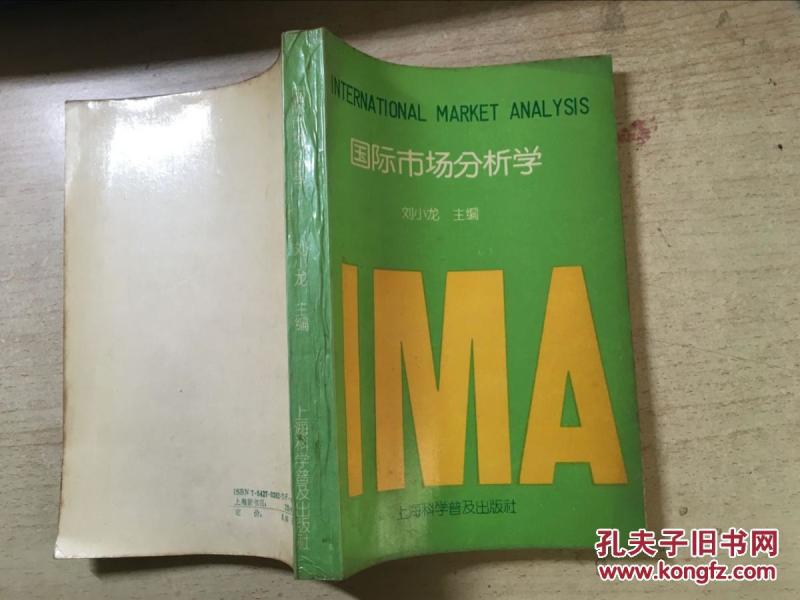 INTERNATIONAL MARKET ANALYSIS
国际市场分析学
刘小龙 主编
IMA
上海科学普及出版社
刘小龙 主编
上海科学普及出版社
定价:
孔夫子旧书网
www.kongfz.com